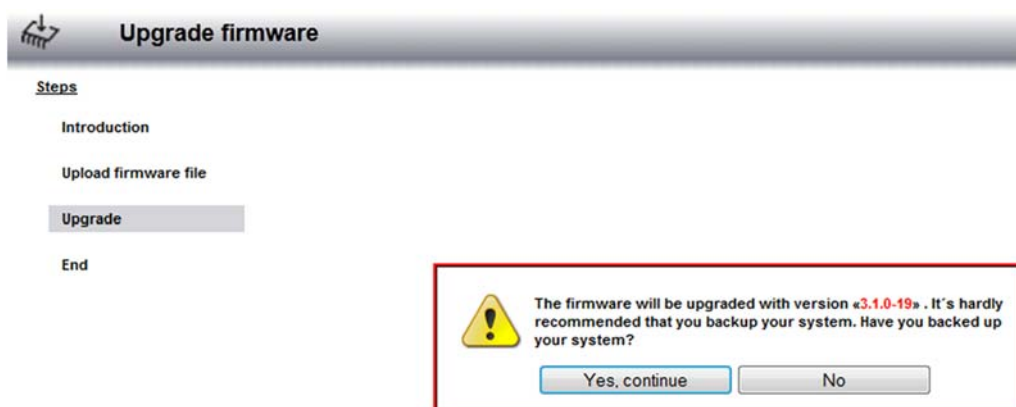 Upgrade firmware
Steps
Introduction
Upload firmware file
Upgrade
End
The firmware will be upgraded with version «3.1.0-19» . It´s hardly
recommended that you backup your system. Have you backed up
your system?
Yes, continue
No